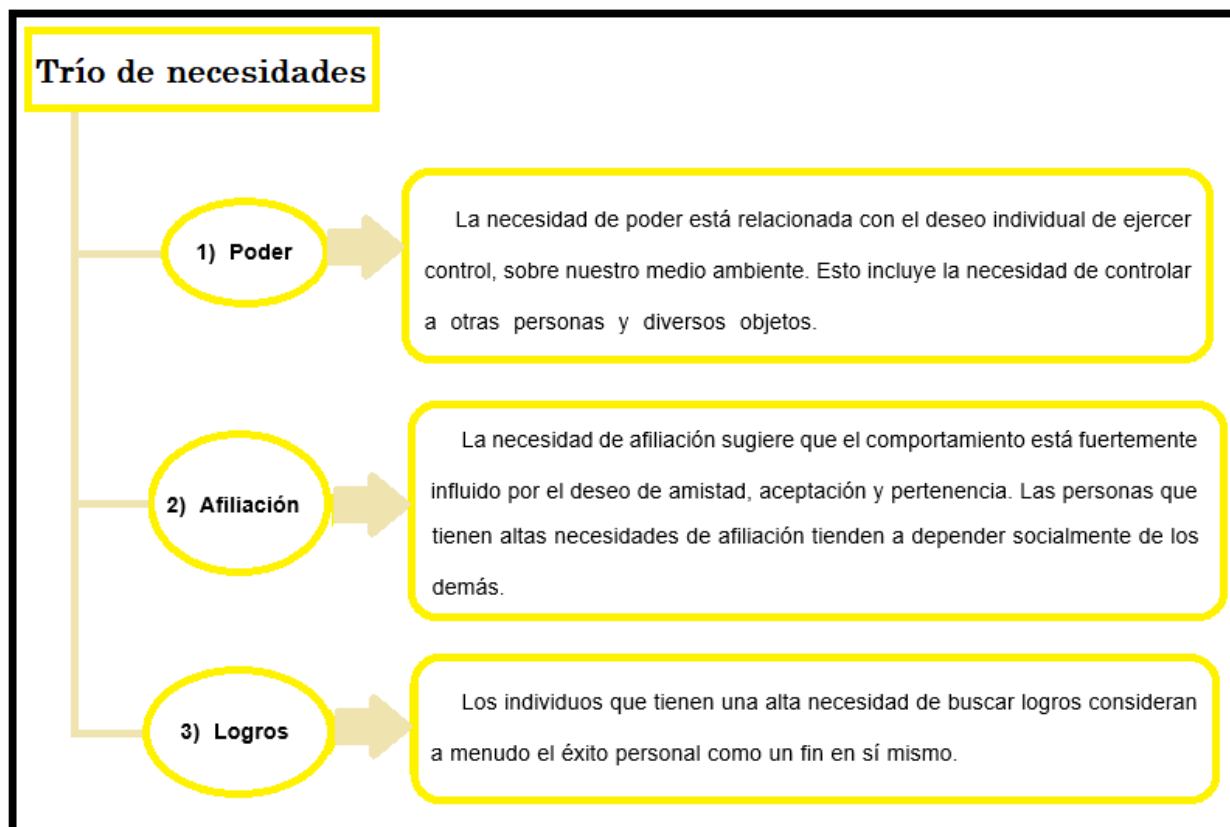 Trío de necesidades
1) Poder
La necesidad de poder está relacionada con el deseo individual de ejercer
control, sobre nuestro medio ambiente. Esto incluye la necesidad de controlar
a otras personas y diversos objetos.
2) Afiliación
La necesidad de afiliación sugiere que el comportamiento está fuertemente
influido por el deseo de amistad, aceptación y pertenencia. Las personas que
tienen altas necesidades de afiliación tienden a depender socialmente de los
demás.
3) Logros
Los individuos que tienen una alta necesidad de buscar logros consideran
a menudo el éxito personal como un fin en sí mismo.